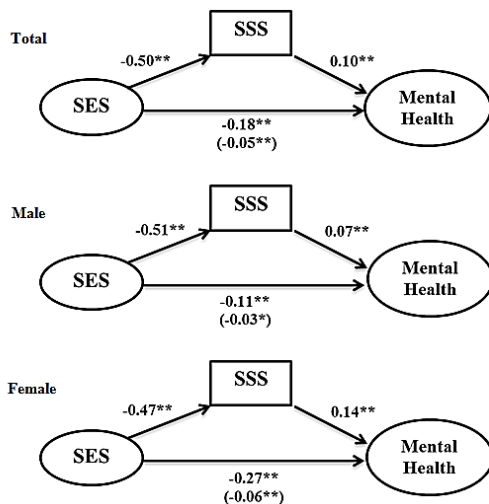 Total
SSS
-0.50**
0.10**
SES
Mental
Health
-0.18**
(-0.05**)
Male
SSS
-0.51**
0.07**
SES
Mental
Health
-0.11**
(-0.03*)
Female
SSS
-0.47**
0.14**
SES
Mental
Health
-0.27**
(-0.06**)